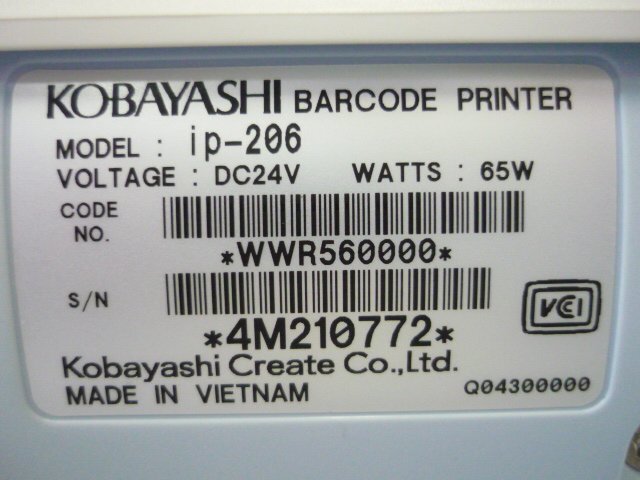 KOBAYASHI BARCODE PRINTER
MODEL : ip-206
VOLTAGE : DC24V WATTS : 65W
CODE NO.
*WWR560000*
S/N
*4M210772*
VCI
Kobayashi Create Co.,Ltd.
MADE IN VIETNAM Q04300000